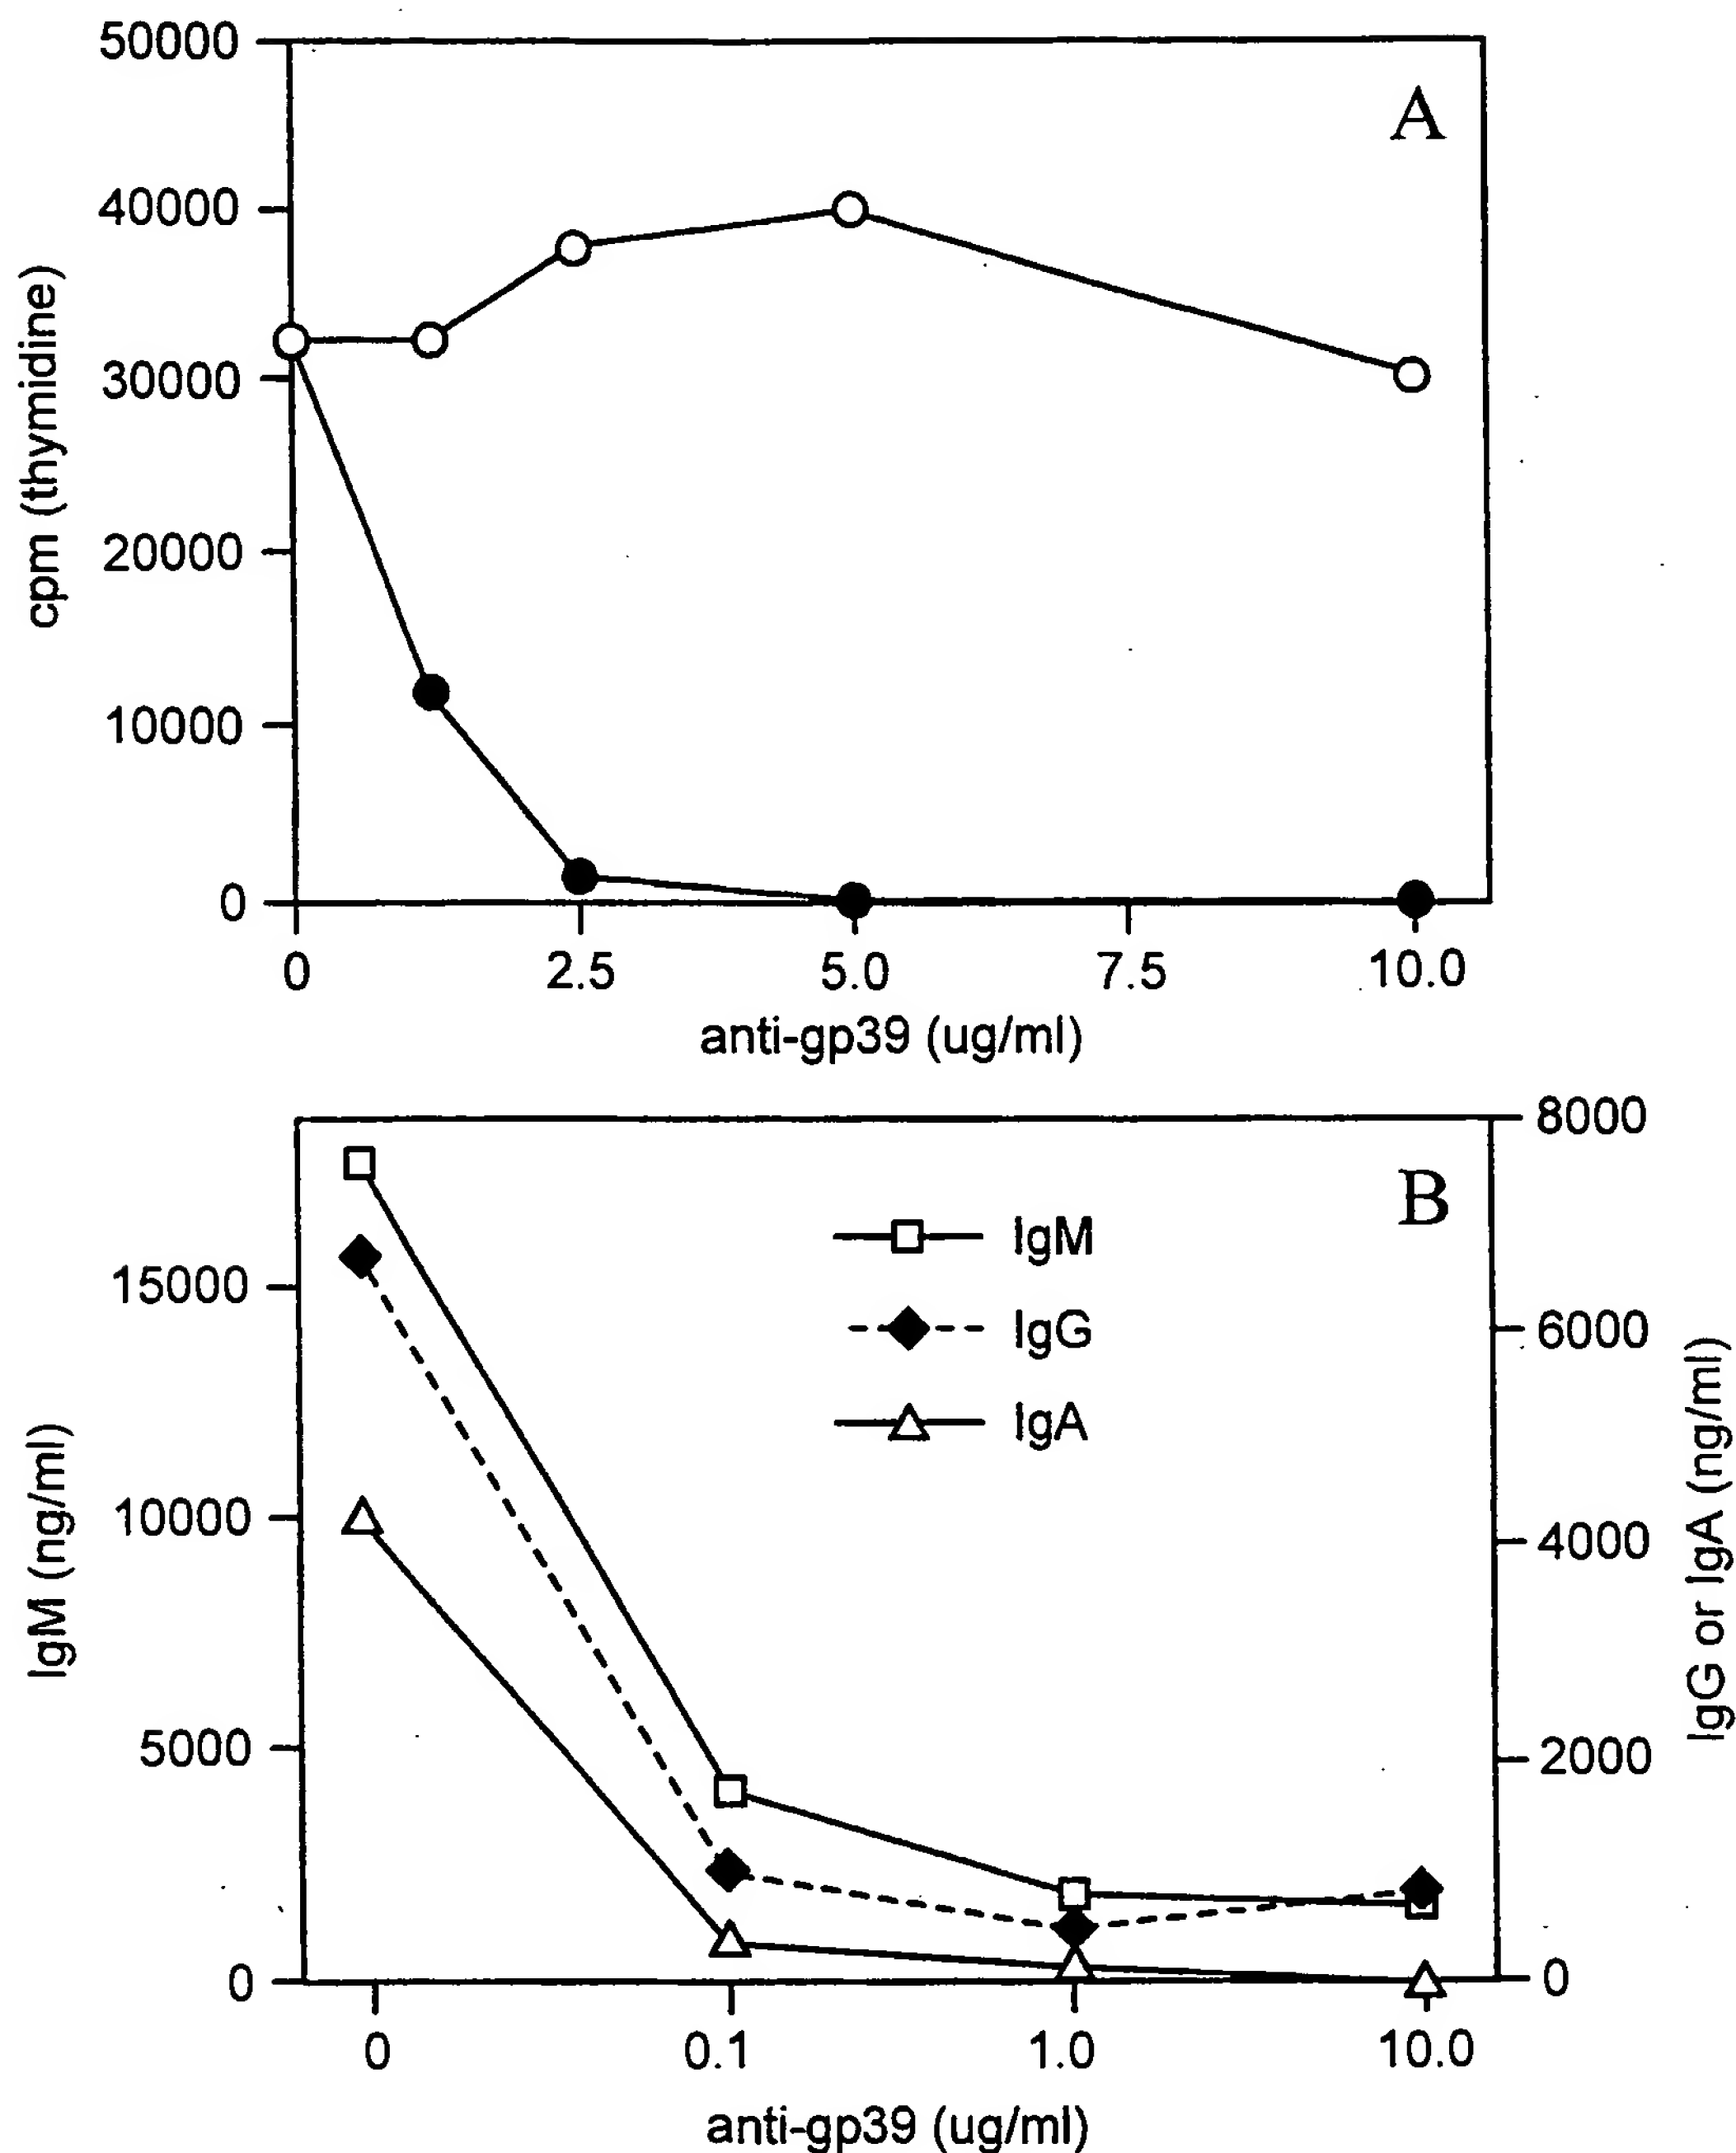 A
50000
40000
30000
20000
10000
0
cpm (thymidine)
0 2.5 5.0 7.5 10.0
anti-gp39 (ug/ml)
B
IgM
IgG
IgA
15000
10000
5000
0
IgM (ng/ml)
8000
6000
4000
2000
0
IgG or IgA (ng/ml)
0 0.1 1.0 10.0
anti-gp39 (ug/ml)